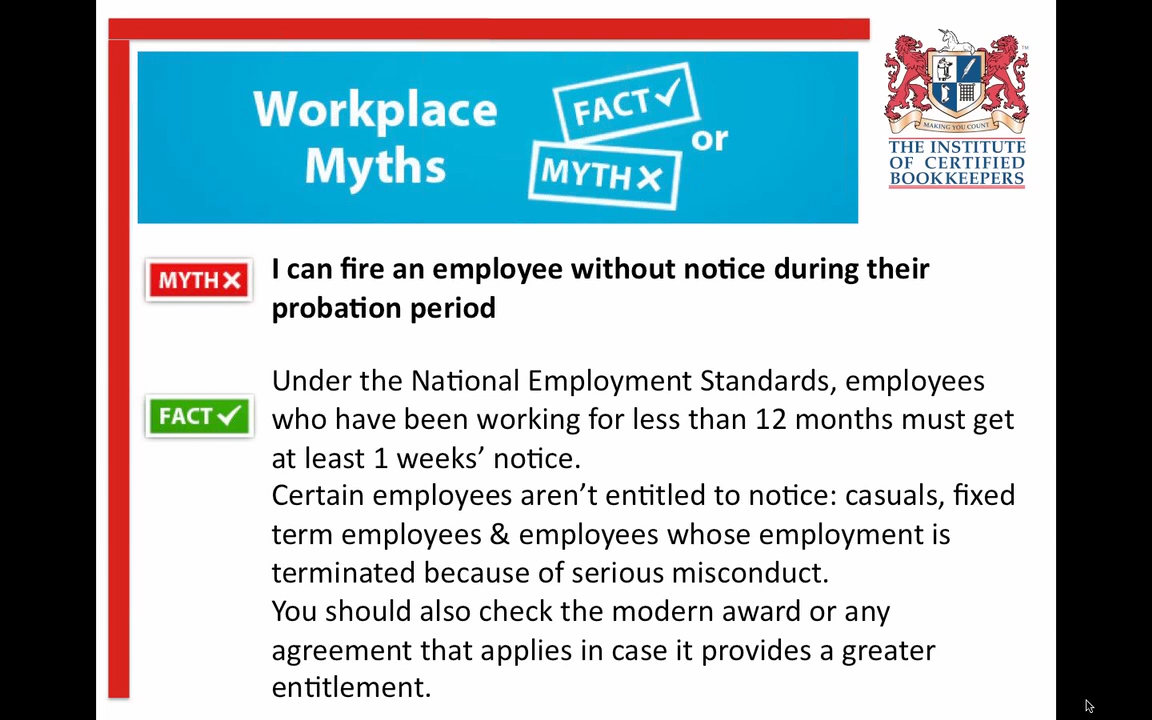 Workplace
Myths
FACT✓
or
MYTH X
MAKING YOU COUNT
TM
THE INSTITUTE
OF CERTIFIED
BOOKKEEPERS
MYTH X
I can fire an employee without notice during their
probation period
FACT✓
Under the National Employment Standards, employees
who have been working for less than 12 months must get
at least 1 weeks’ notice.
Certain employees aren’t entitled to notice: casuals, fixed
term employees & employees whose employment is
terminated because of serious misconduct.
You should also check the modern award or any
agreement that applies in case it provides a greater
entitlement.